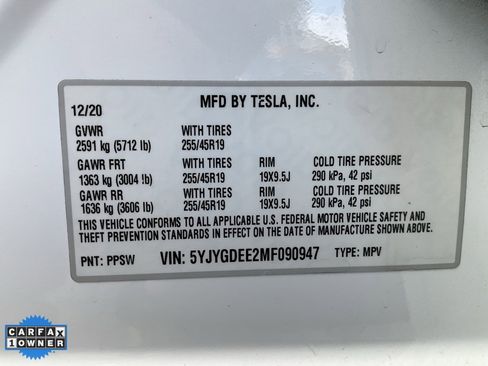 12/20 MFD BY TESLA, INC.
GVWR WITH TIRES
2591 kg (5712 lb) 255/45R19
GAWR FRT WITH TIRES RIM COLD TIRE PRESSURE
1363 kg (3004 lb) 255/45R19 19X9.5J 290 kPa, 42 psi
GAWR RR WITH TIRES RIM COLD TIRE PRESSURE
1636 kg (3606 lb) 255/45R19 19X9.5J 290 kPa, 42 psi
THIS VEHICLE CONFORMS TO ALL APPLICABLE U.S. FEDERAL MOTOR VEHICLE SAFETY AND
THEFT PREVENTION STANDARDS IN EFFECT ON THE DATE OF MANUFACTURE SHOWN ABOVE.
PNT: PPSW VIN: 5YJYGDEE2MF090947 TYPE: MPV
CARFAX
1 OWNER